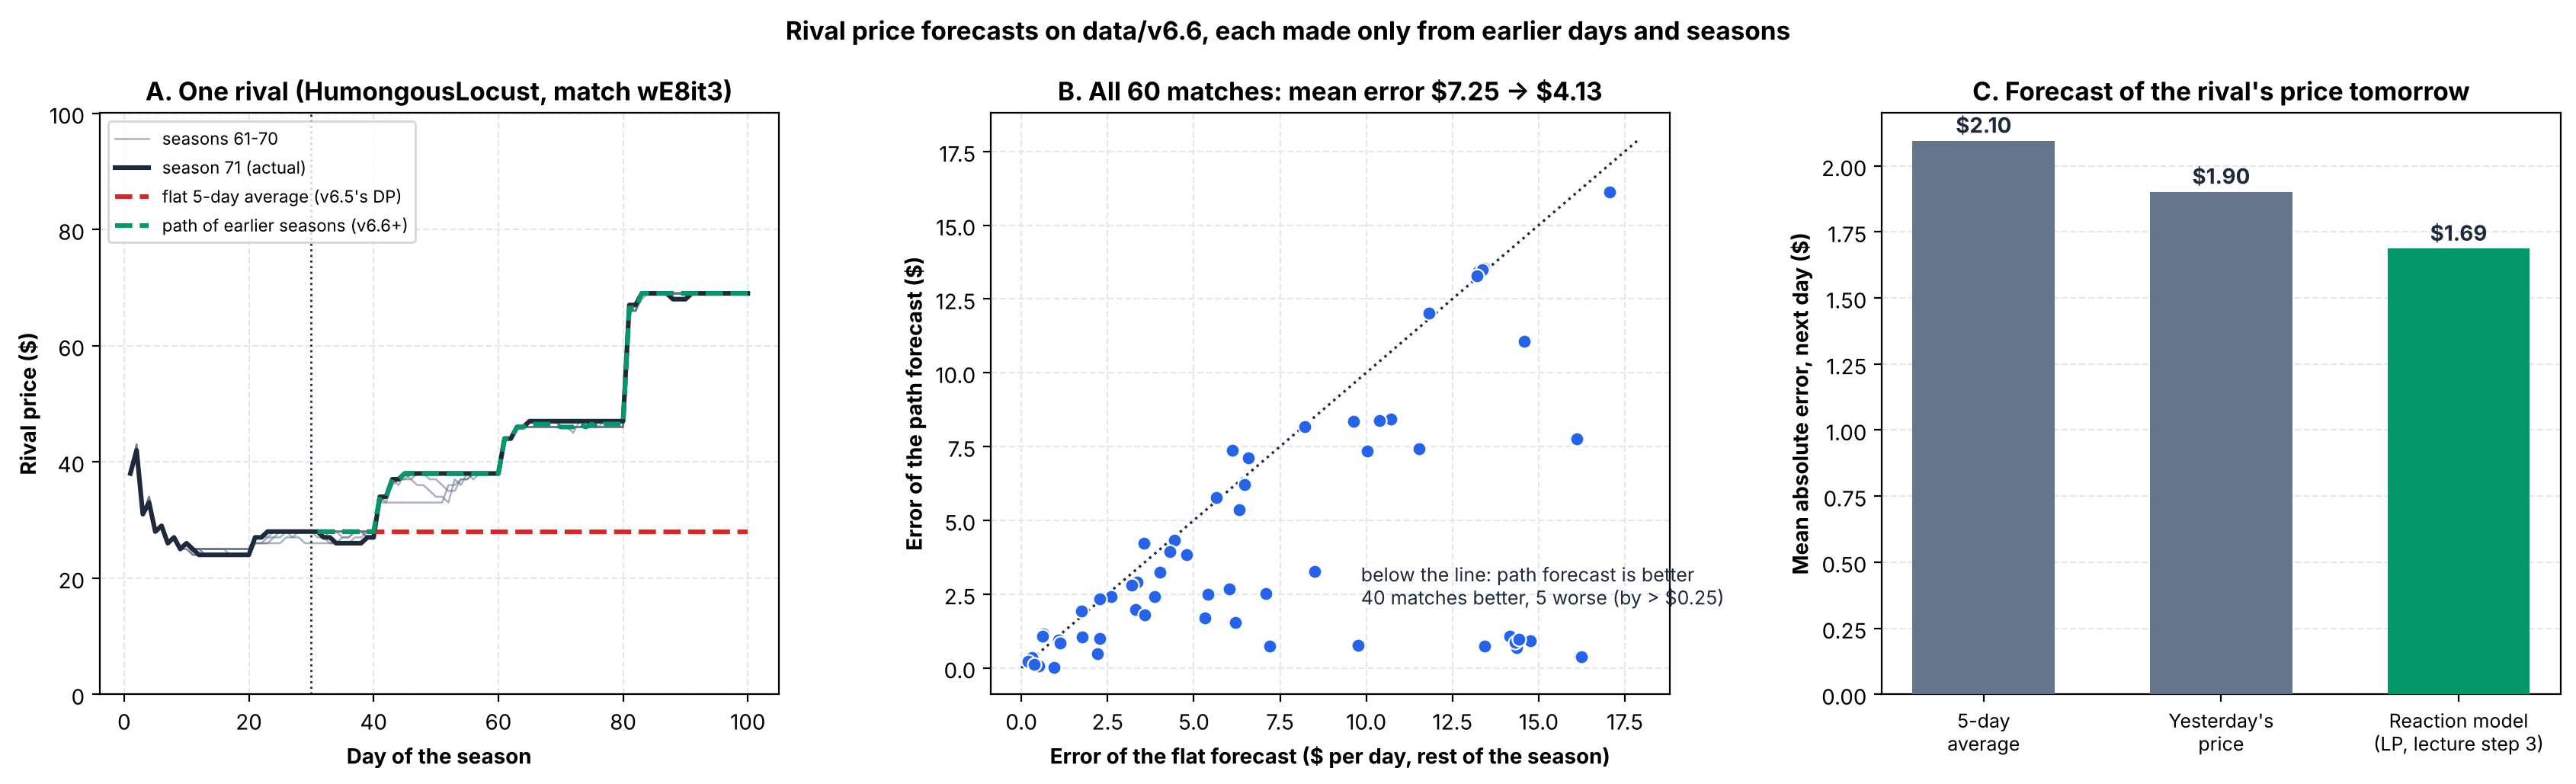 Rival price forecasts on data/v6.6, each made only from earlier days and seasons
A. One rival (HumongousLocust, match wE8it3)
100
80
60
40
20
0
Rival price ($)
seasons 61-70
season 71 (actual)
flat 5-day average (v6.5's DP)
path of earlier seasons (v6.6+)
0 20 40 60 80 100
Day of the season
B. All 60 matches: mean error $7.25 → $4.13
17.5
15.0
12.5
10.0
7.5
5.0
2.5
0.0
Error of the path forecast ($)
below the line: path forecast is better
40 matches better, 5 worse (by > $0.25)
0.0 2.5 5.0 7.5 10.0 12.5 15.0 17.5
Error of the flat forecast ($ per day, rest of the season)
C. Forecast of the rival's price tomorrow
2.00
1.75
1.50
1.25
1.00
0.75
0.50
0.25
0.00
Mean absolute error, next day ($)
$2.10
$1.90
$1.69
5-day
average
Yesterday's
price
Reaction model
(LP, lecture step 3)